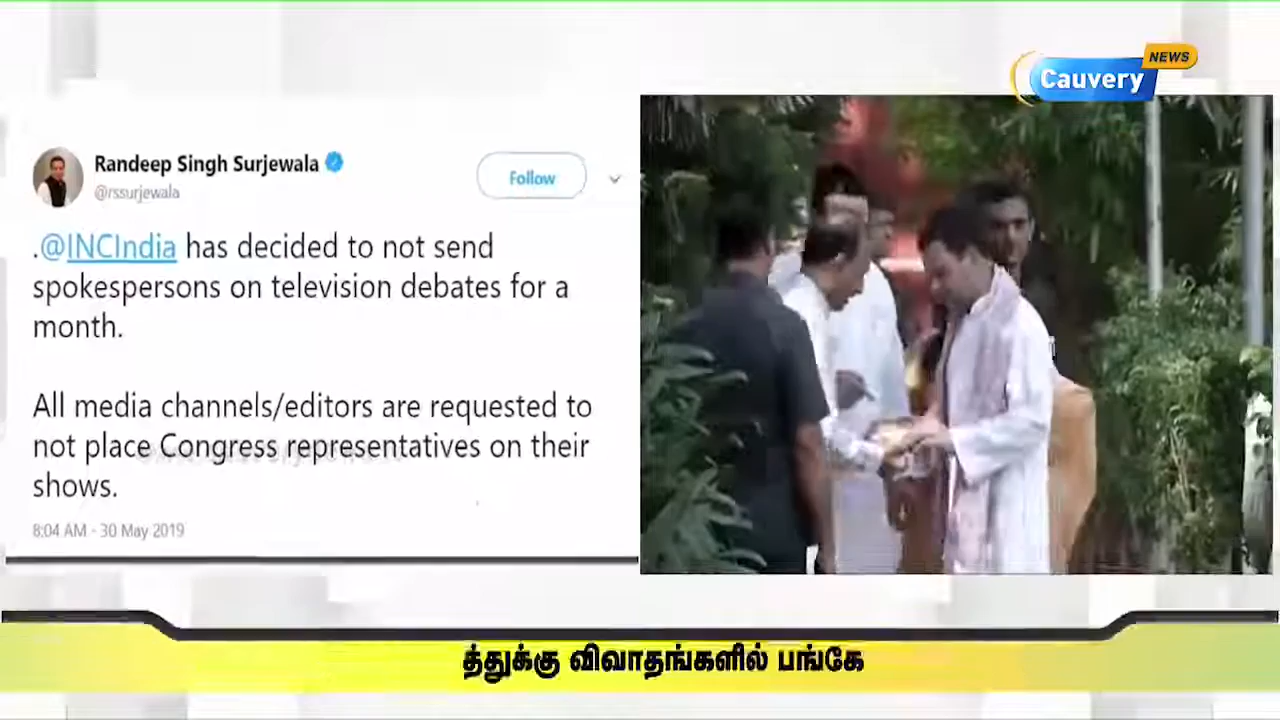 NEWS
Cauvery
Randeep Singh Surjewala
@rssurjewala
Follow
.@INCIndia has decided to not send
spokespersons on television debates for a
month.
All media channels/editors are requested to
not place Congress representatives on their
shows.
8:04 AM - 30 May 2019
த்துக்கு விவாதங்களில் பங்கே